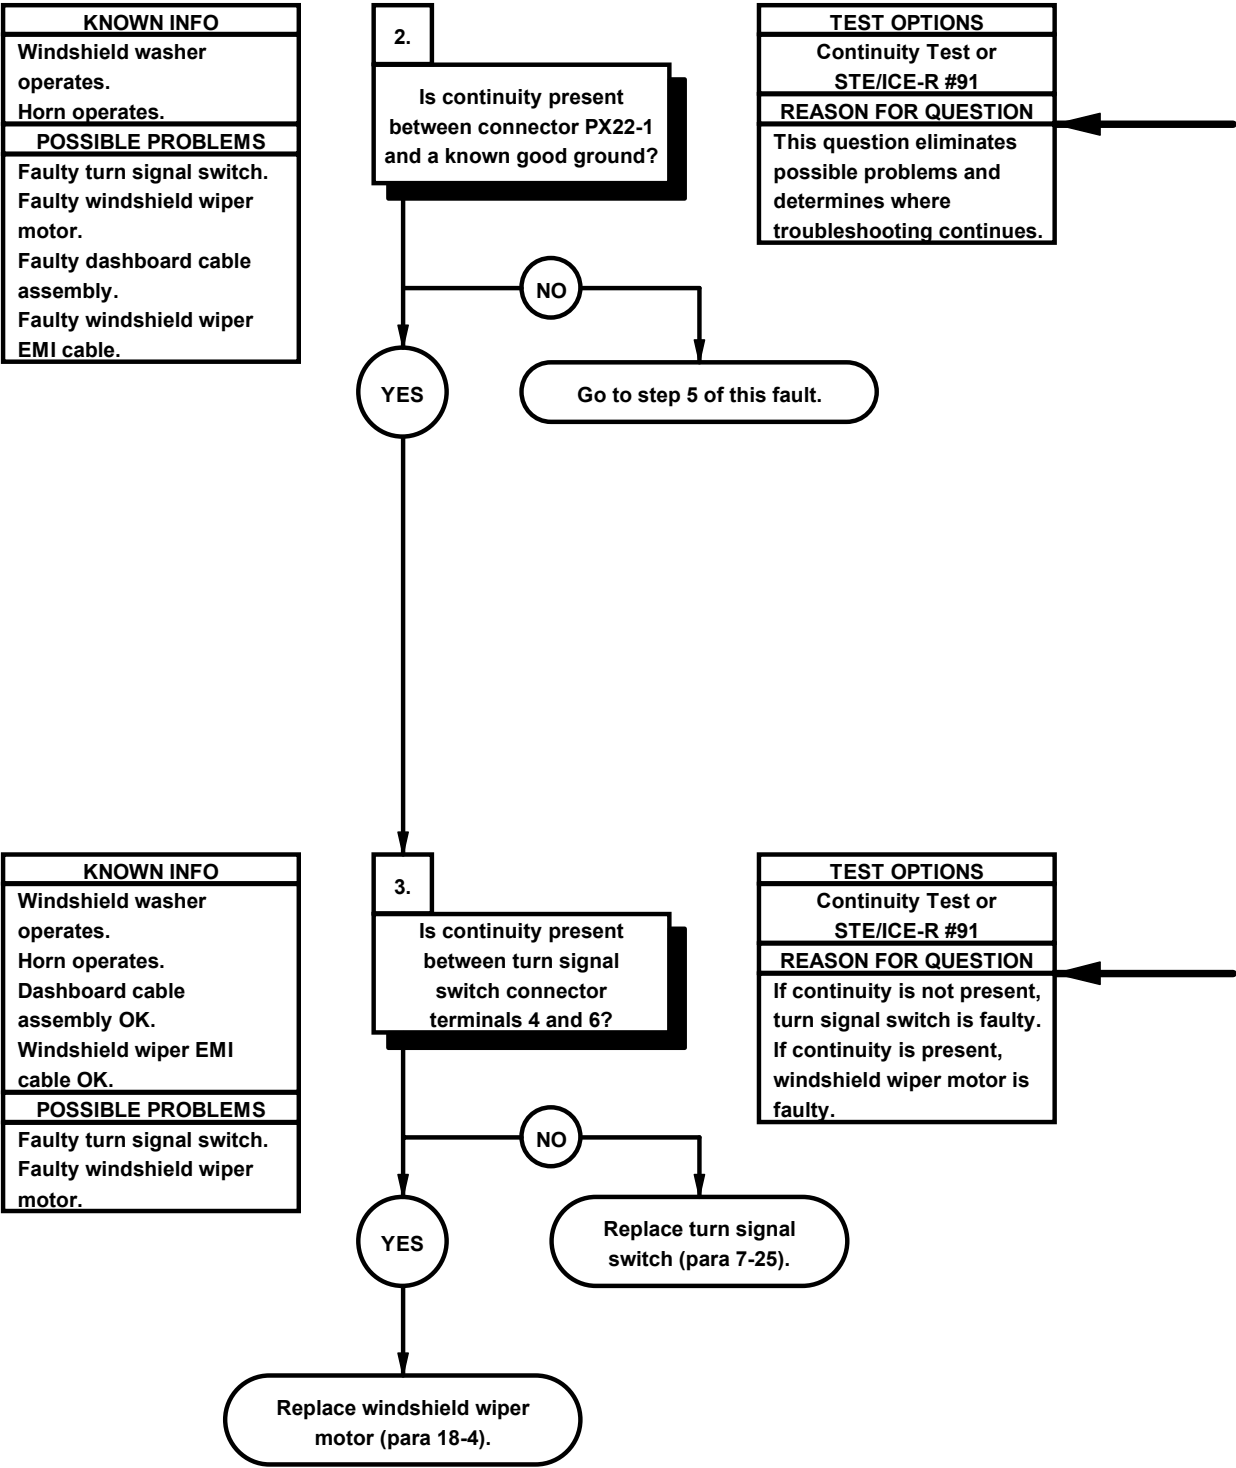 KNOWN INFO
Windshield washer
operates.
Horn operates.
POSSIBLE PROBLEMS
Faulty turn signal switch.
Faulty windshield wiper
motor.
Faulty dashboard cable
assembly.
Faulty windshield wiper
EMI cable.
2.
Is continuity present
between connector PX22-1
and a known good ground?
TEST OPTIONS
Continuity Test or
STE/ICE-R #91
REASON FOR QUESTION
This question eliminates
possible problems and
determines where
troubleshooting continues.
NO
YES
Go to step 5 of this fault.
KNOWN INFO
Windshield washer
operates.
Horn operates.
Dashboard cable
assembly OK.
Windshield wiper EMI
cable OK.
POSSIBLE PROBLEMS
Faulty turn signal switch.
Faulty windshield wiper
motor.
3.
Is continuity present
between turn signal
switch connector
terminals 4 and 6?
TEST OPTIONS
Continuity Test or
STE/ICE-R #91
REASON FOR QUESTION
If continuity is not present,
turn signal switch is faulty.
If continuity is present,
windshield wiper motor is
faulty.
NO
YES
Replace turn signal
switch (para 7-25).
Replace windshield wiper
motor (para 18-4).